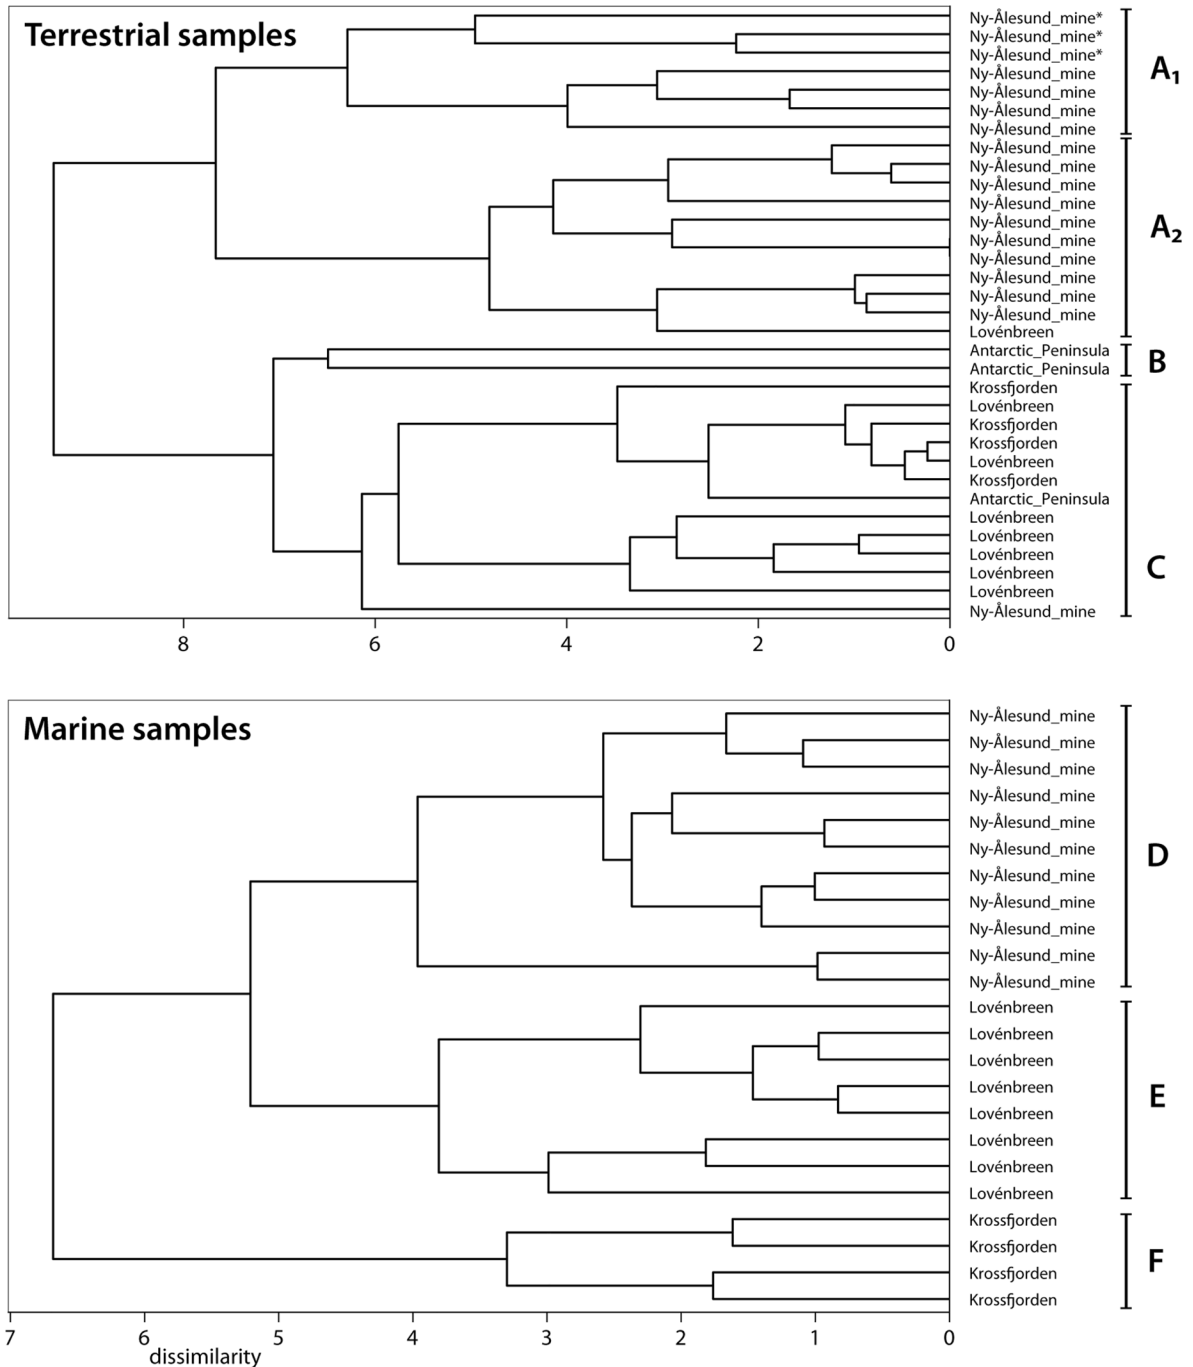 Terrestrial samples
Ny-Ålesund_mine*
Ny-Ålesund_mine*
Ny-Ålesund_mine*
Ny-Ålesund_mine
Ny-Ålesund_mine
Ny-Ålesund_mine
Ny-Ålesund_mine
A₁
Ny-Ålesund_mine
Ny-Ålesund_mine
Ny-Ålesund_mine
Ny-Ålesund_mine
Ny-Ålesund_mine
Ny-Ålesund_mine
Ny-Ålesund_mine
Ny-Ålesund_mine
Ny-Ålesund_mine
Ny-Ålesund_mine
Lovénbreen
A₂
Antarctic_Peninsula
Antarctic_Peninsula
B
Krossfjorden
Lovénbreen
Krossfjorden
Krossfjorden
Lovénbreen
Krossfjorden
Antarctic_Peninsula
Lovénbreen
Lovénbreen
Lovénbreen
Lovénbreen
Lovénbreen
Ny-Ålesund_mine
C
8 6 4 2 0
Marine samples
Ny-Ålesund_mine
Ny-Ålesund_mine
Ny-Ålesund_mine
Ny-Ålesund_mine
Ny-Ålesund_mine
Ny-Ålesund_mine
Ny-Ålesund_mine
Ny-Ålesund_mine
Ny-Ålesund_mine
Ny-Ålesund_mine
Ny-Ålesund_mine
D
Lovénbreen
Lovénbreen
Lovénbreen
Lovénbreen
Lovénbreen
Lovénbreen
Lovénbreen
Lovénbreen
E
Krossfjorden
Krossfjorden
Krossfjorden
Krossfjorden
F
7 6 5 4 3 2 1 0
dissimilarity